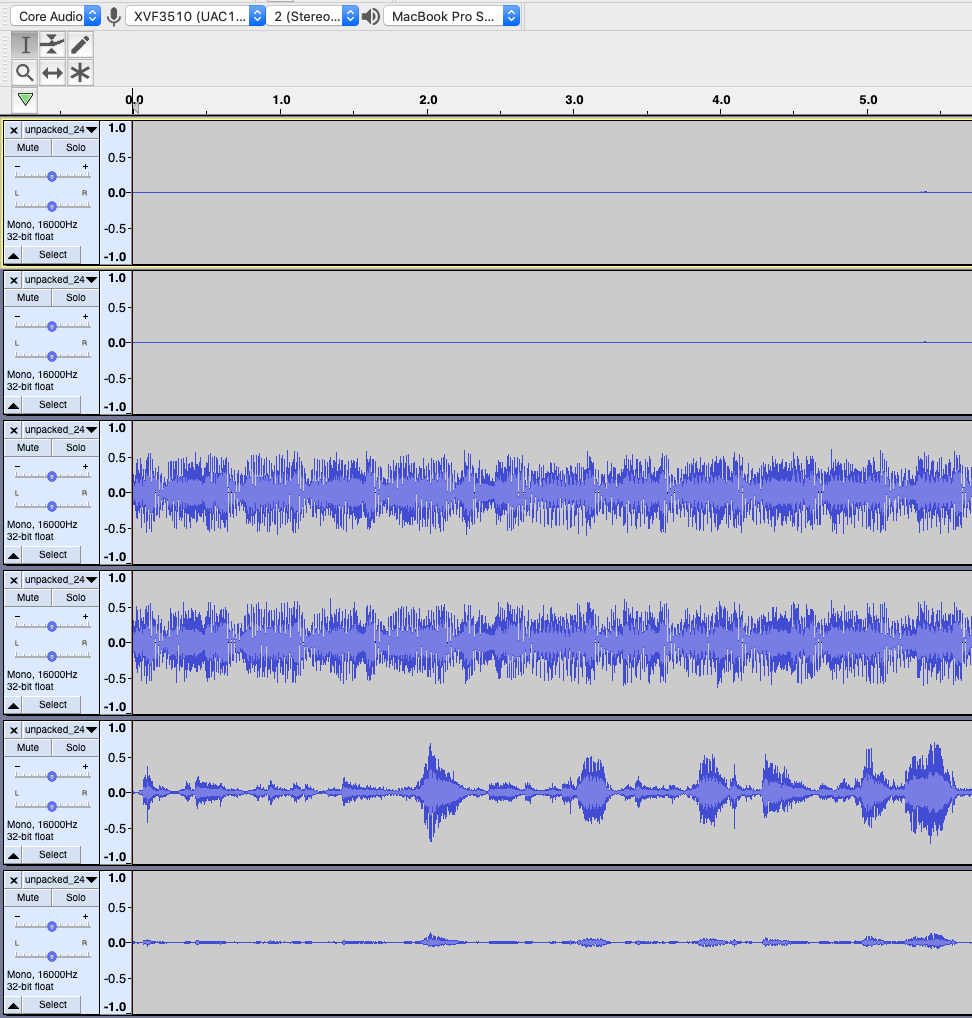 Core Audio XVF3510 (UAC1... 2 (Stereo... MacBook Pro S...
0.0 1.0 2.0 3.0 4.0 5.0
unpacked_24 1.0
Mute Solo
0.5
- +
L R 0.0
Mono, 16000Hz -0.5
32-bit float
Select -1.0
unpacked_24 1.0
Mute Solo
0.5
- +
L R 0.0
Mono, 16000Hz -0.5
32-bit float
Select -1.0
unpacked_24 1.0
Mute Solo
0.5
- +
L R 0.0
Mono, 16000Hz -0.5
32-bit float
Select -1.0
unpacked_24 1.0
Mute Solo
0.5
- +
L R 0.0
Mono, 16000Hz -0.5
32-bit float
Select -1.0
unpacked_24 1.0
Mute Solo
0.5
- +
L R 0.0
Mono, 16000Hz -0.5
32-bit float
Select -1.0
unpacked_24 1.0
Mute Solo
0.5
- +
L R 0.0
Mono, 16000Hz -0.5
32-bit float
Select -1.0